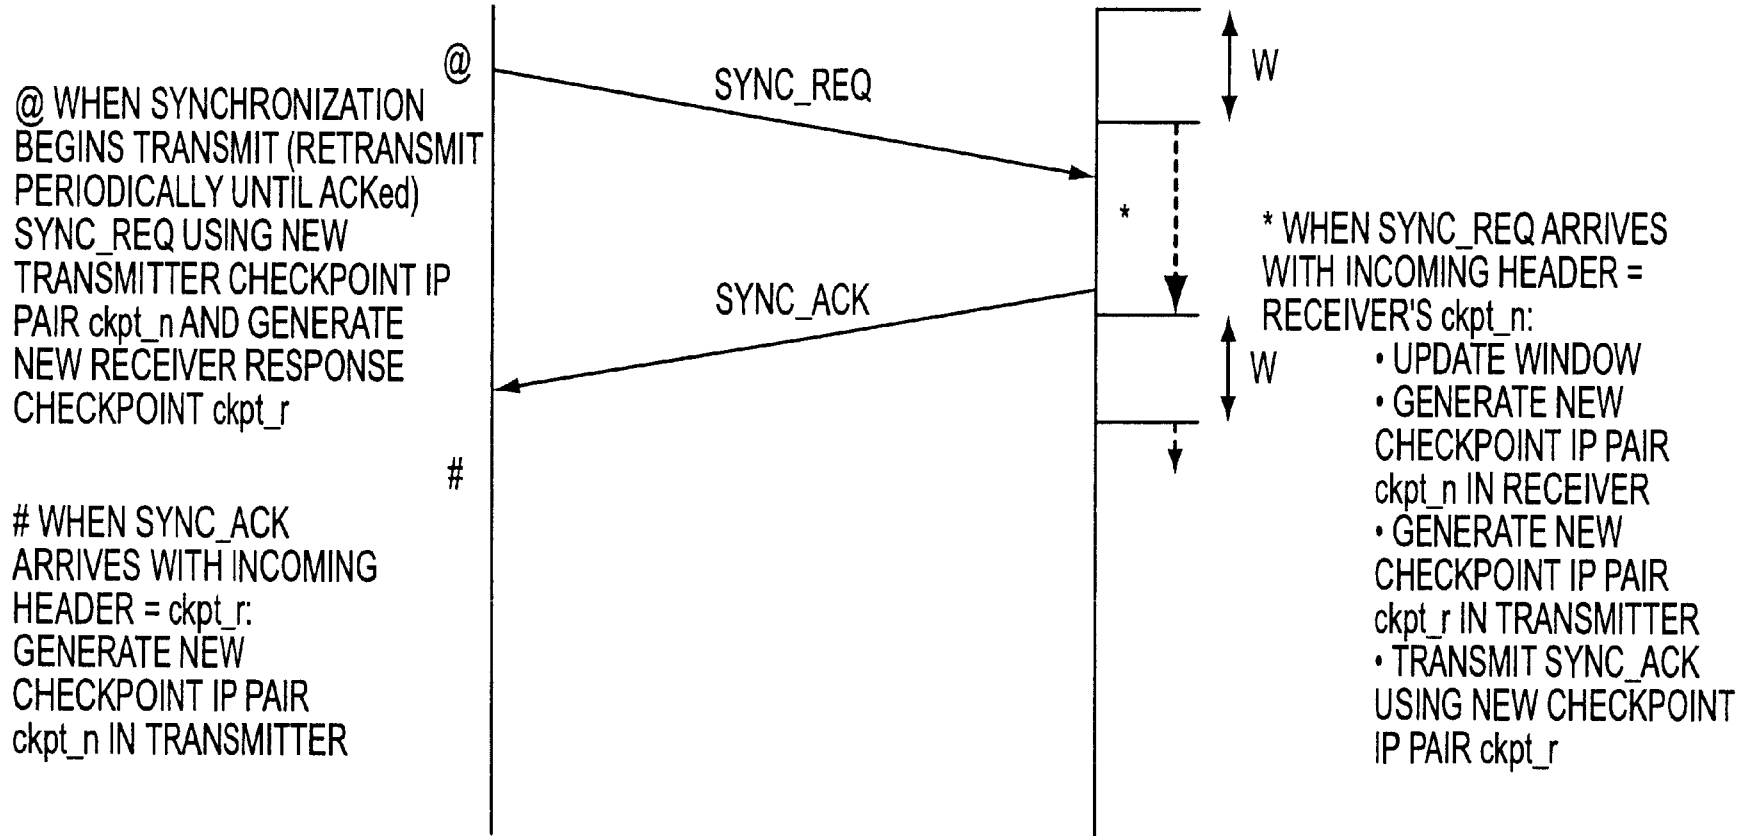 @
@ WHEN SYNCHRONIZATION
BEGINS TRANSMIT (RETRANSMIT
PERIODICALLY UNTIL ACKed)
SYNC_REQ USING NEW
TRANSMITTER CHECKPOINT IP
PAIR ckpt_n AND GENERATE
NEW RECEIVER RESPONSE
CHECKPOINT ckpt_r
#
# WHEN SYNC_ACK
ARRIVES WITH INCOMING
HEADER = ckpt_r:
GENERATE NEW
CHECKPOINT IP PAIR
ckpt_n IN TRANSMITTER
SYNC_REQ
SYNC_ACK
W
*
W
* WHEN SYNC_REQ ARRIVES
WITH INCOMING HEADER =
RECEIVER'S ckpt_n:
• UPDATE WINDOW
• GENERATE NEW
CHECKPOINT IP PAIR
ckpt_n IN RECEIVER
• GENERATE NEW
CHECKPOINT IP PAIR
ckpt_r IN TRANSMITTER
• TRANSMIT SYNC_ACK
USING NEW CHECKPOINT
IP PAIR ckpt_r